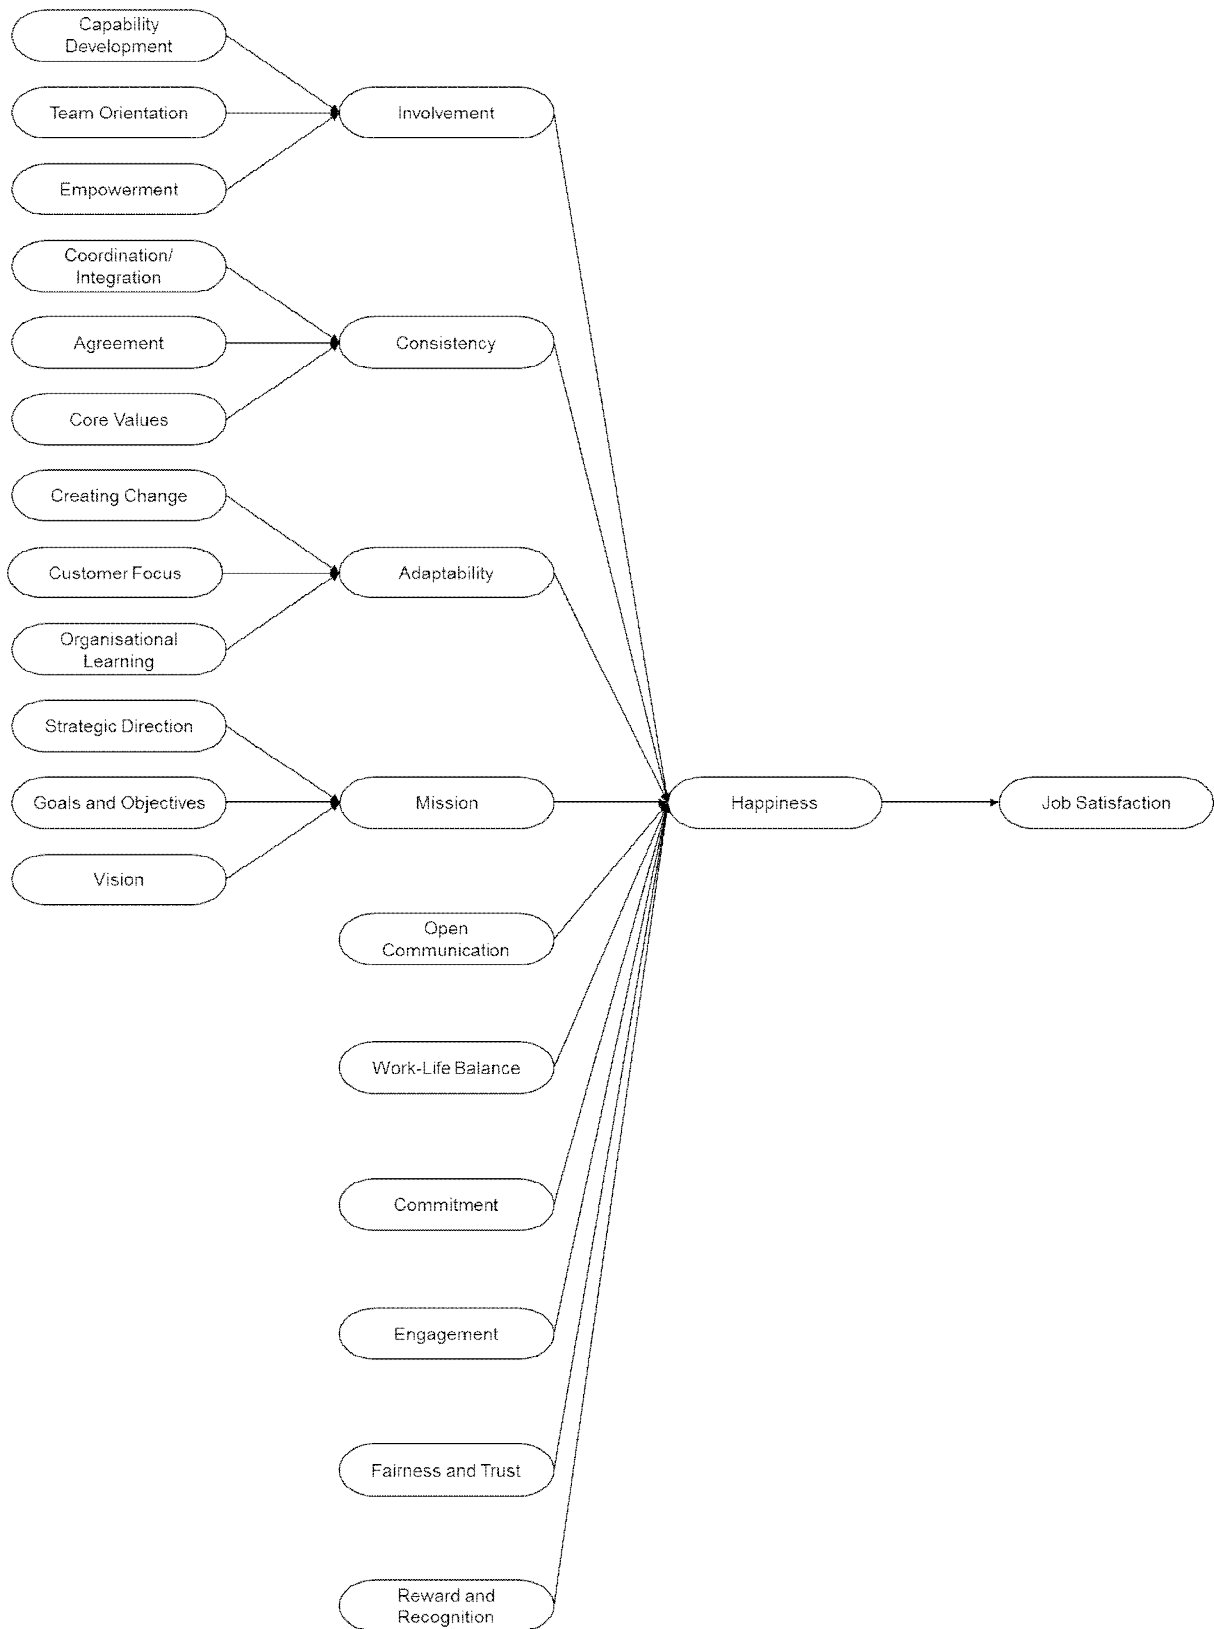 Capability
Development
Team Orientation
Involvement
Empowerment
Coordination/
Integration
Agreement
Consistency
Core Values
Creating Change
Customer Focus
Adaptability
Organisational
Learning
Strategic Direction
Goals and Objectives
Mission
Happiness
Job Satisfaction
Vision
Open
Communication
Work-Life Balance
Commitment
Engagement
Fairness and Trust
Reward and
Recognition